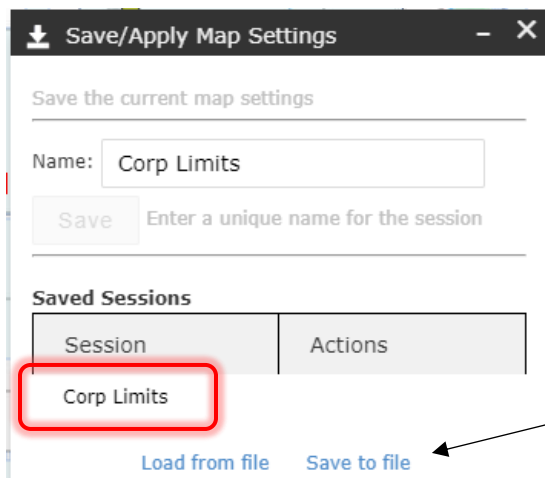 Save/Apply Map Settings
Save the current map settings
Name: Corp Limits
Save Enter a unique name for the session
Saved Sessions
Session Actions
Corp Limits
Load from file Save to file